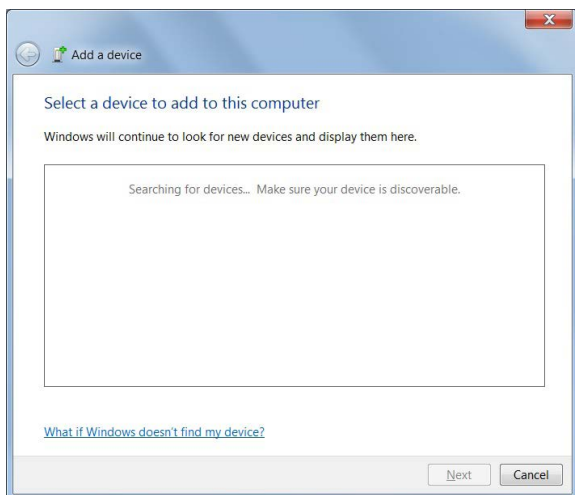 Add a device
Select a device to add to this computer
Windows will continue to look for new devices and display them here.
Searching for devices... Make sure your device is discoverable.
What if Windows doesn't find my device?
Next Cancel